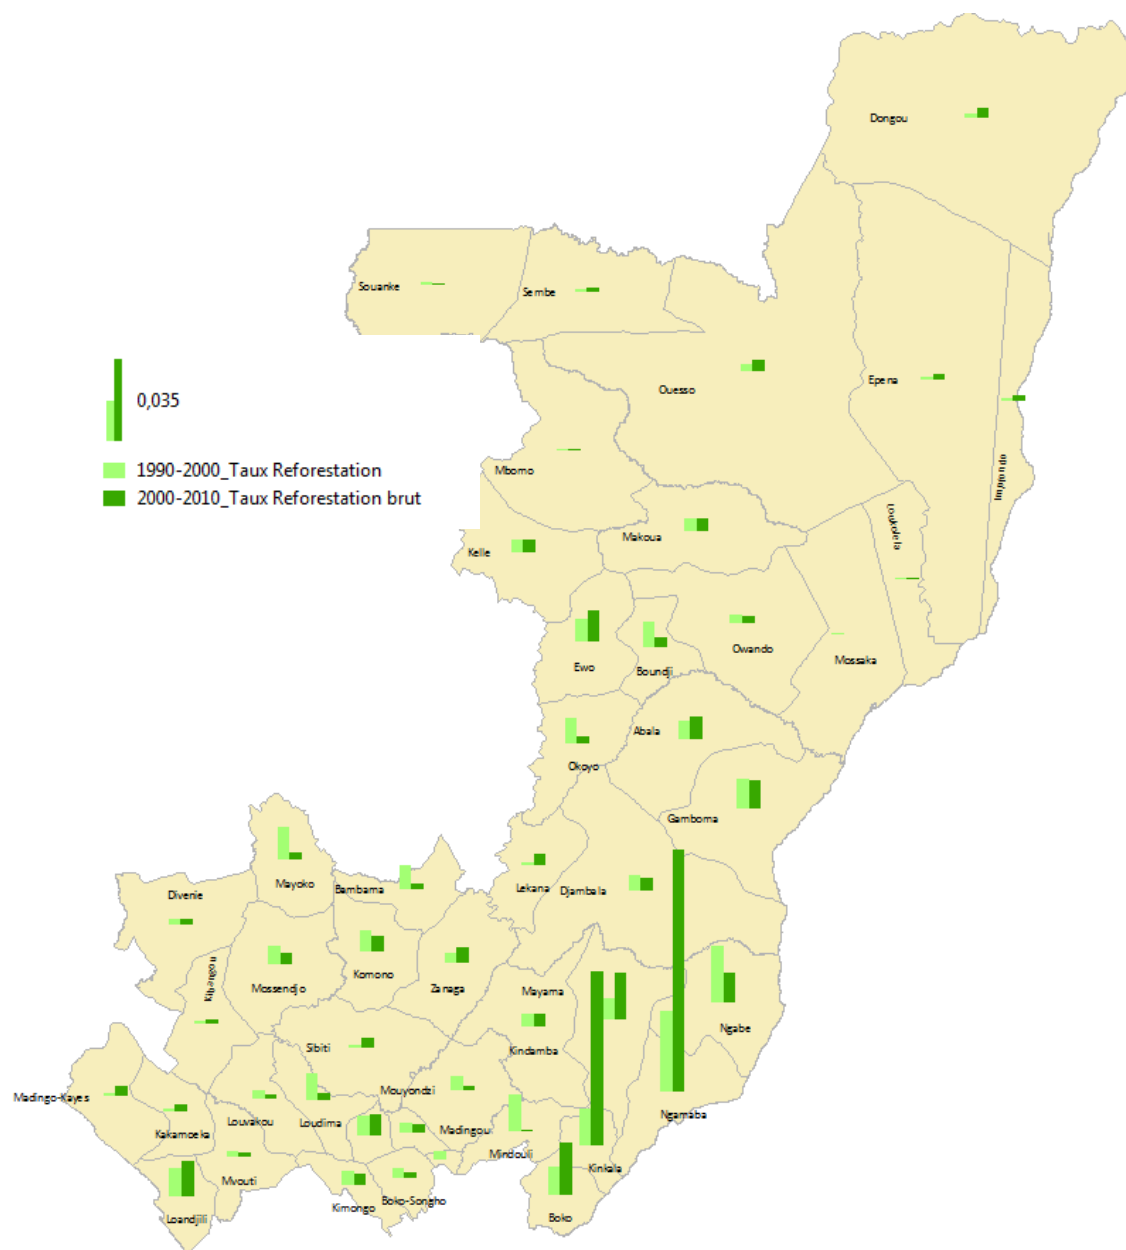 Dongou
Souanke
Sembe
Ouesso
Epena
0,035
1990-2000_Taux Reforestation
2000-2010_Taux Reforestation brut
Mbomo
Impfondo
Loukolela
Makoua
Kelle
Ewo
Boundji
Owando
Mossaka
Okoyo
Abala
Gamboma
Mayoko
Bambama
Lekana
Djambala
Divenie
Kibangou
Mossendjo
Komono
Zanaga
Mayama
Ngabe
Sibiti
Kindamba
Mouyondzi
Madingo-Kayes
Kakamoeka
Louvakou
Loudima
Madingou
Mindouli
Ngamaba
Kinkala
Mvouti
Kimongo
Boko-Songho
Loandjili
Boko